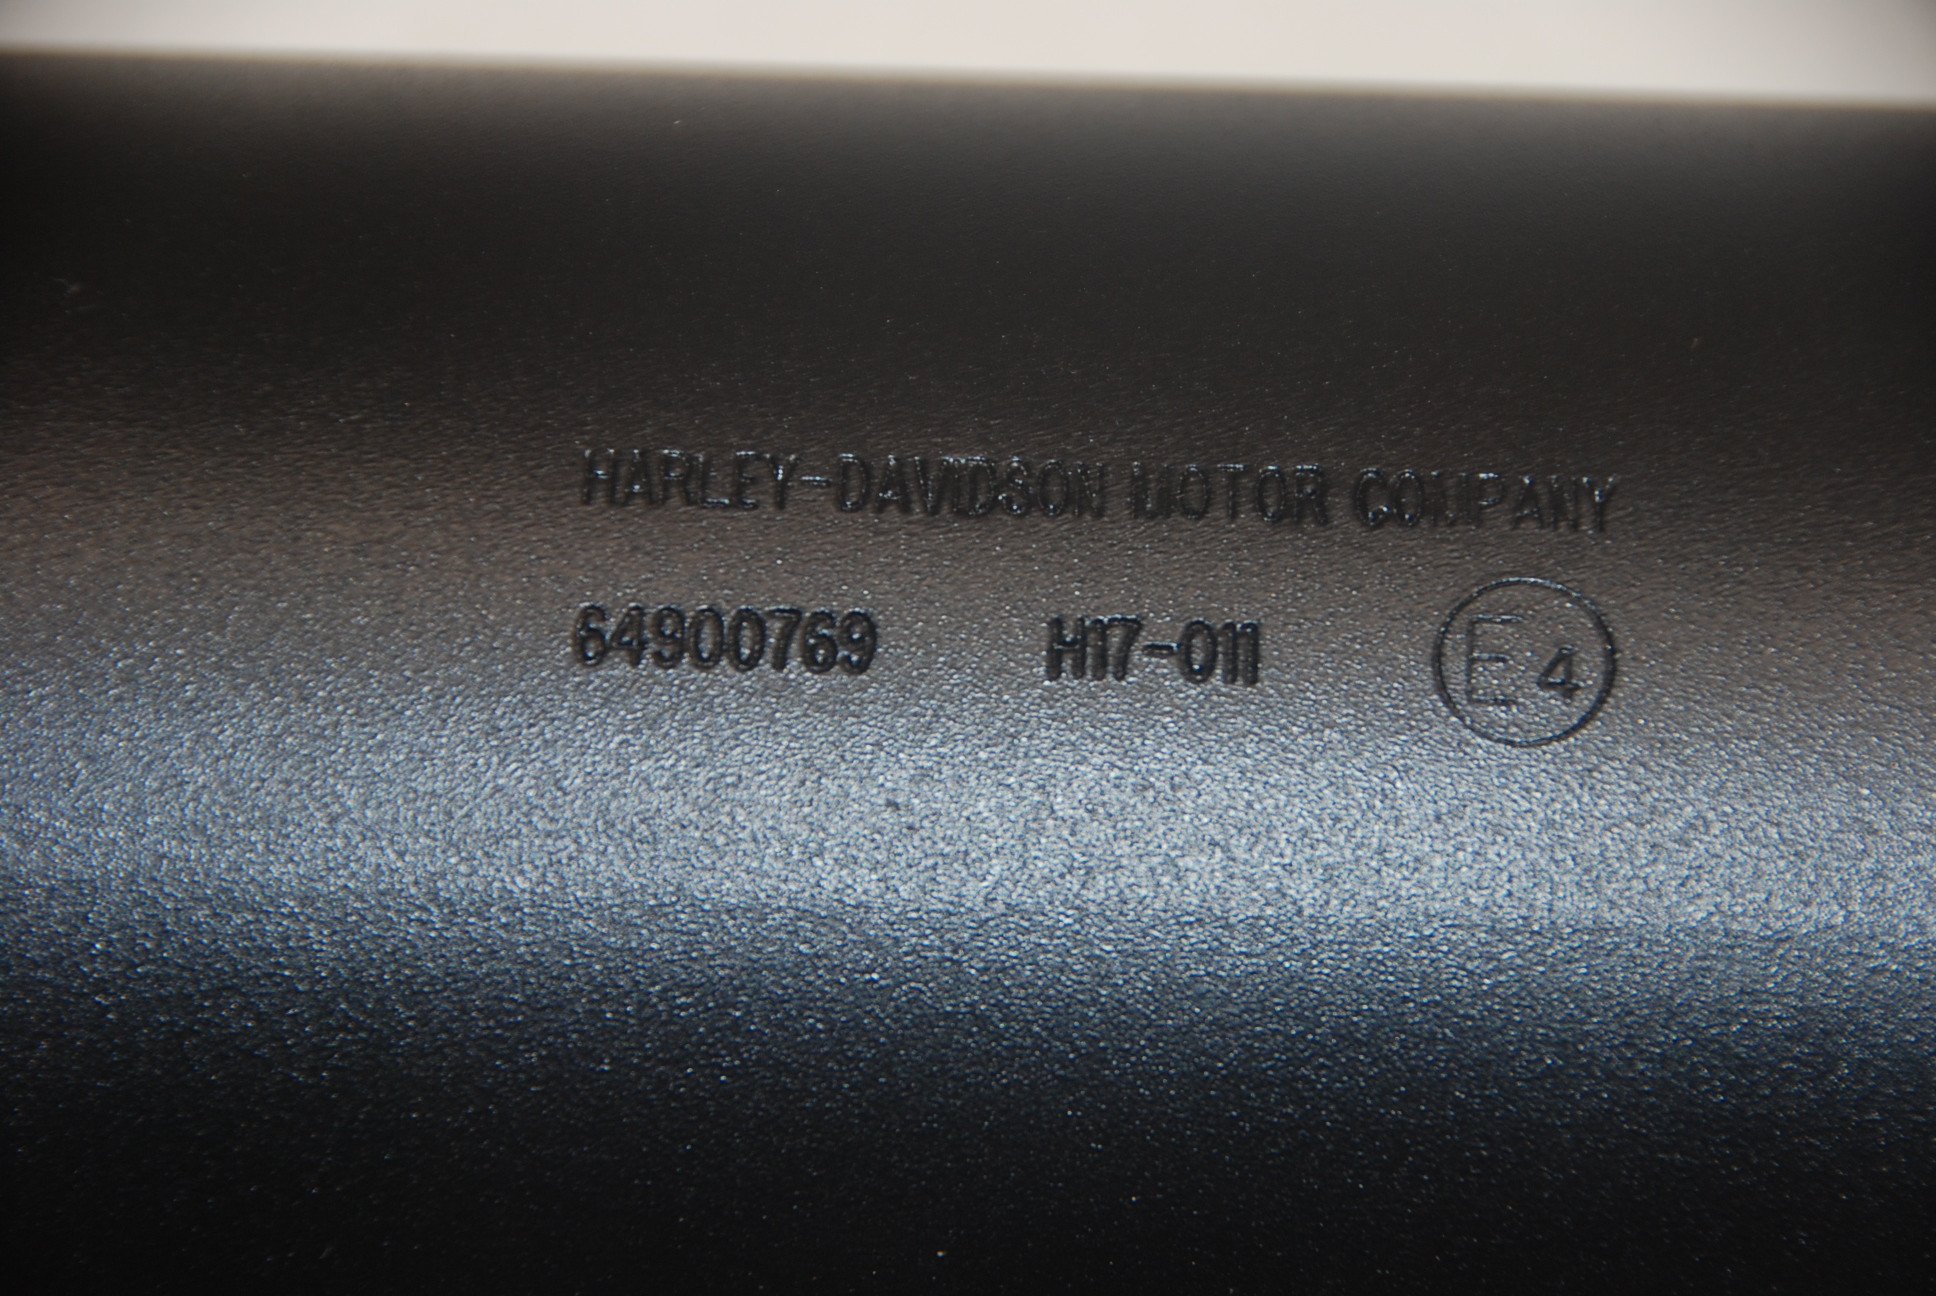 HARLEY-DAVIDSON MOTOR COMPANY
64900769 H17-011 E4